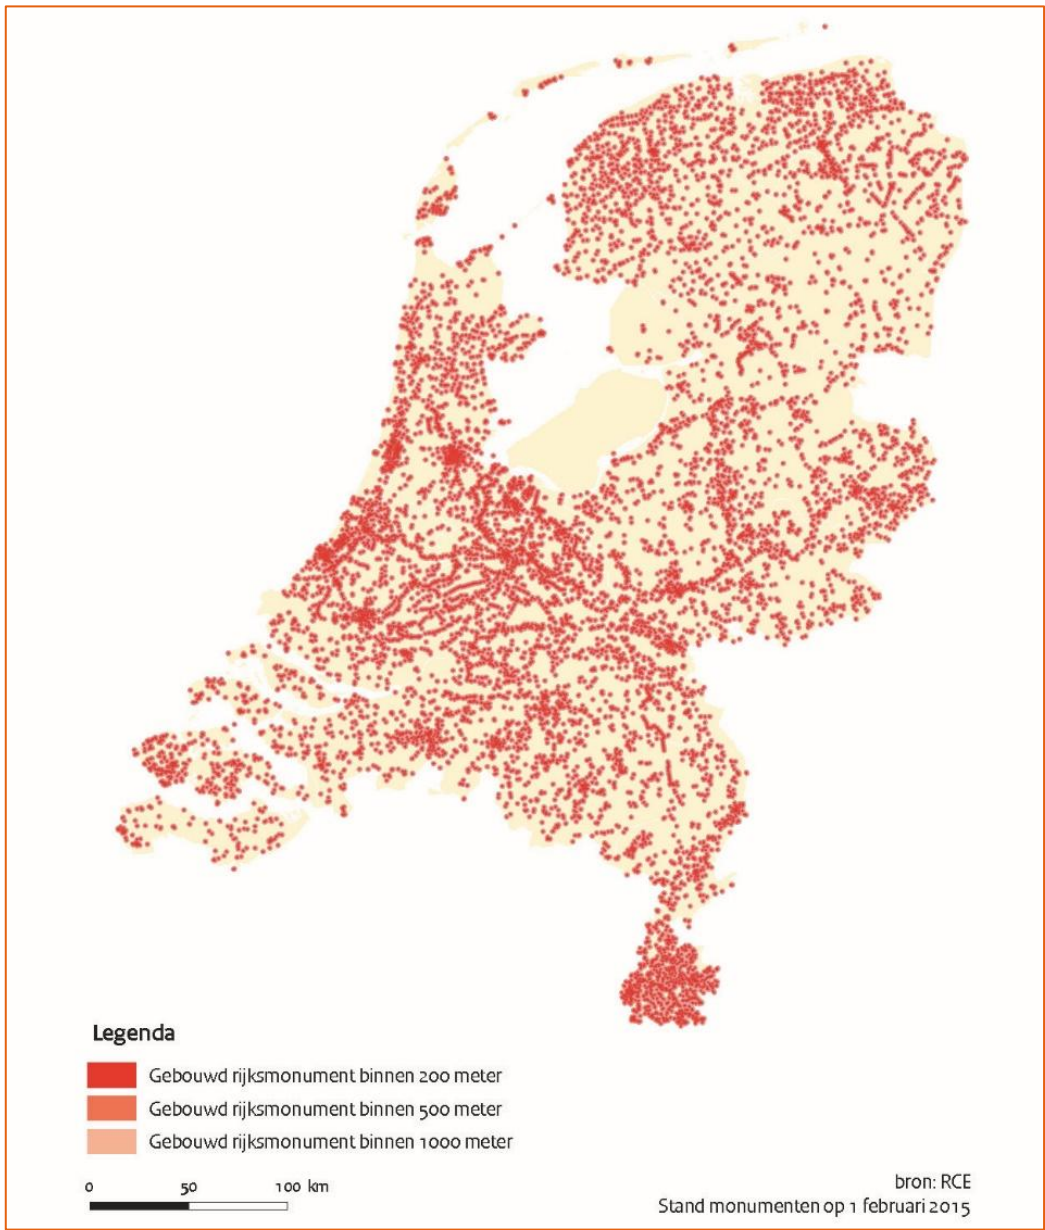 Legenda
Gebouwd rijksmonument binnen 200 meter
Gebouwd rijksmonument binnen 500 meter
Gebouwd rijksmonument binnen 1000 meter
0 50 100 km
bron: RCE
Stand monumenten op 1 februari 2015